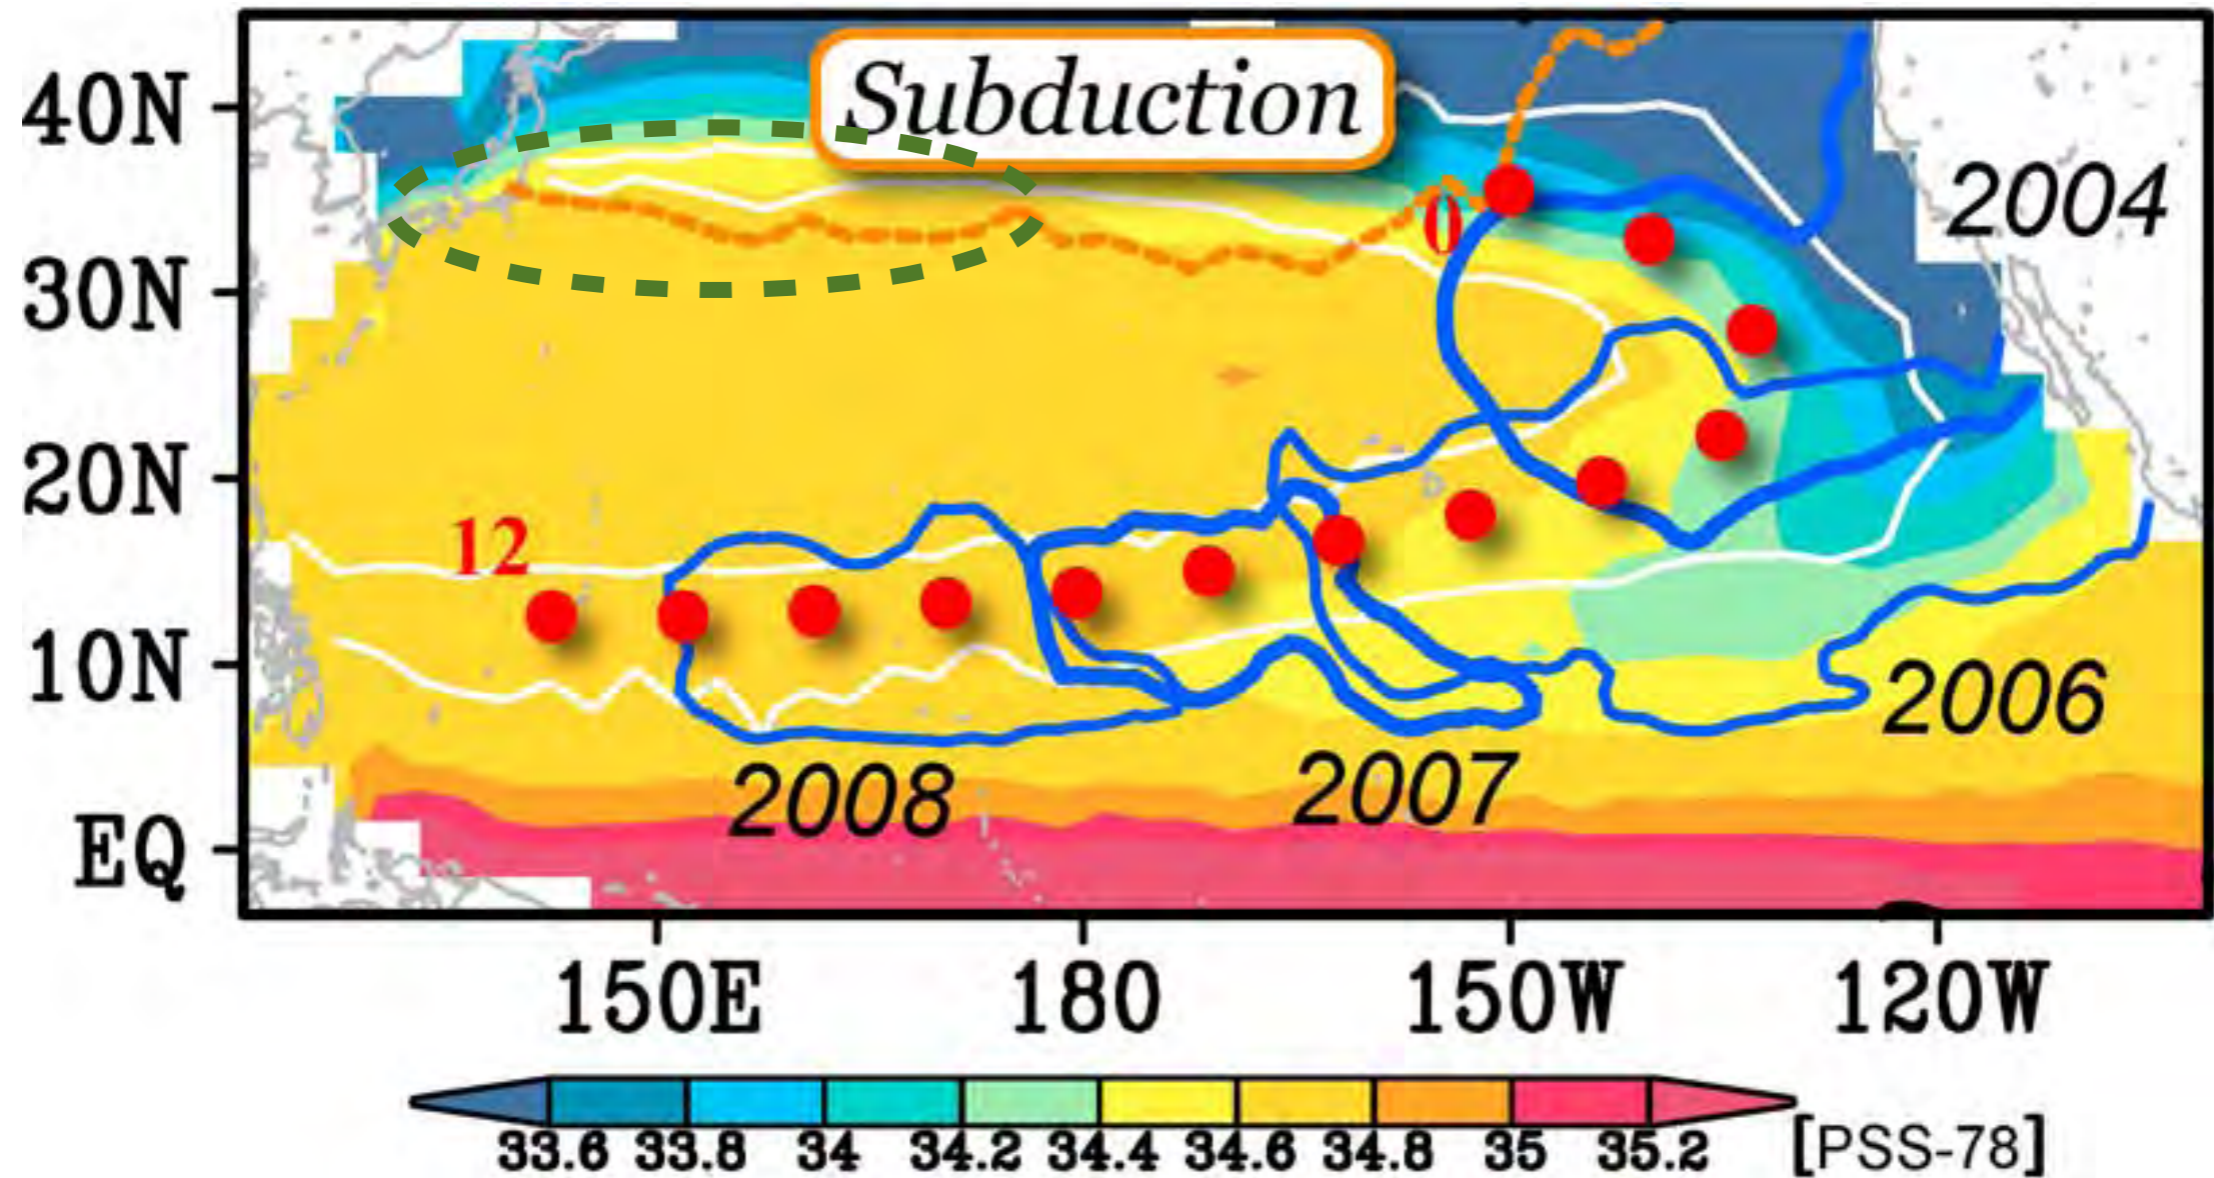 40N
Subduction
2004
0
30N
20N
12
10N
2006
2007
2008
EQ
150E 180 150W 120W
33.6 33.8 34 34.2 34.4 34.6 34.8 35 35.2 [PSS-78]